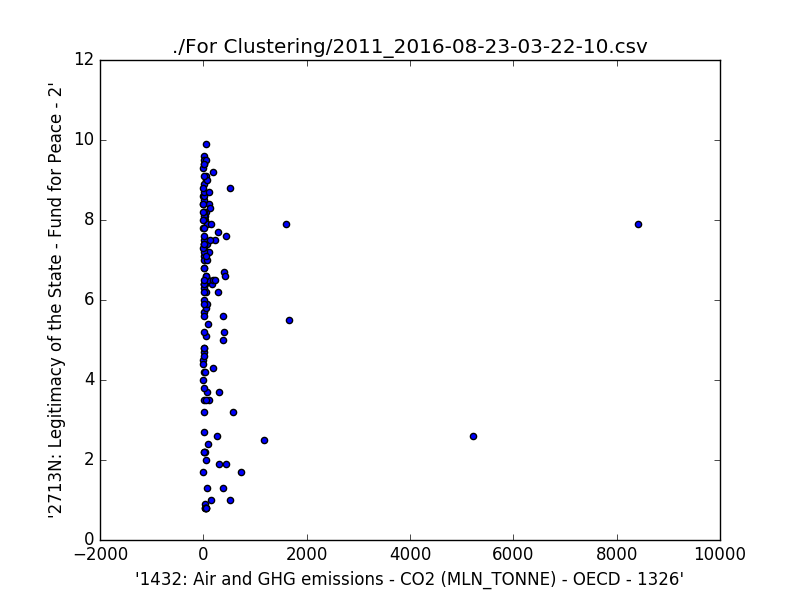 ./For Clustering/2011_2016-08-23-03-22-10.csv
'2713N: Legitimacy of the State - Fund for Peace - 2'
12
10
8
6
4
2
0
−2000 0 2000 4000 6000 8000 10000
'1432: Air and GHG emissions - CO2 (MLN_TONNE) - OECD - 1326'